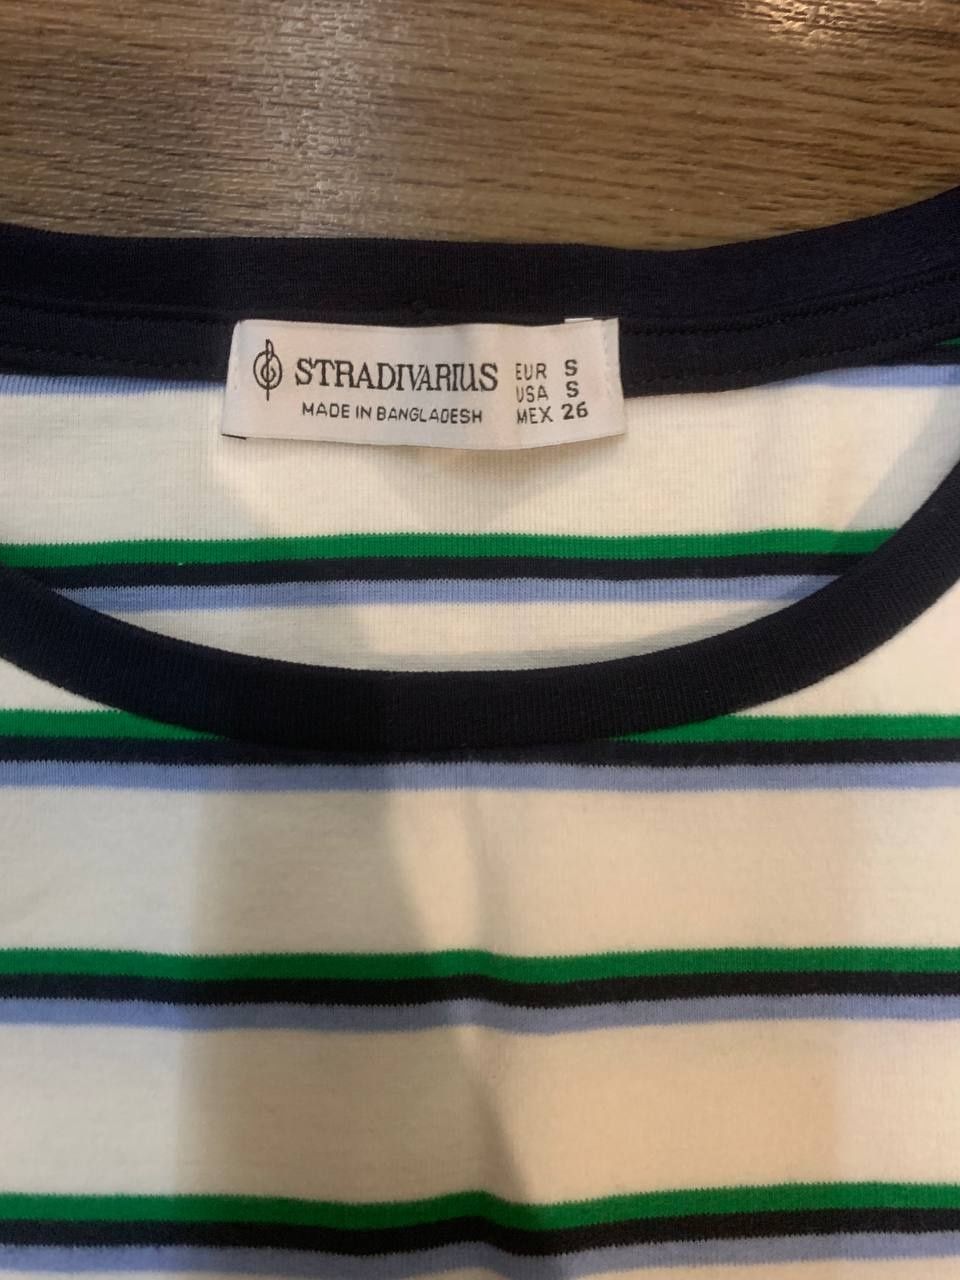 STRADIVARIUS
MADE IN BANGLADESH
EUR S
USA S
MEX 26